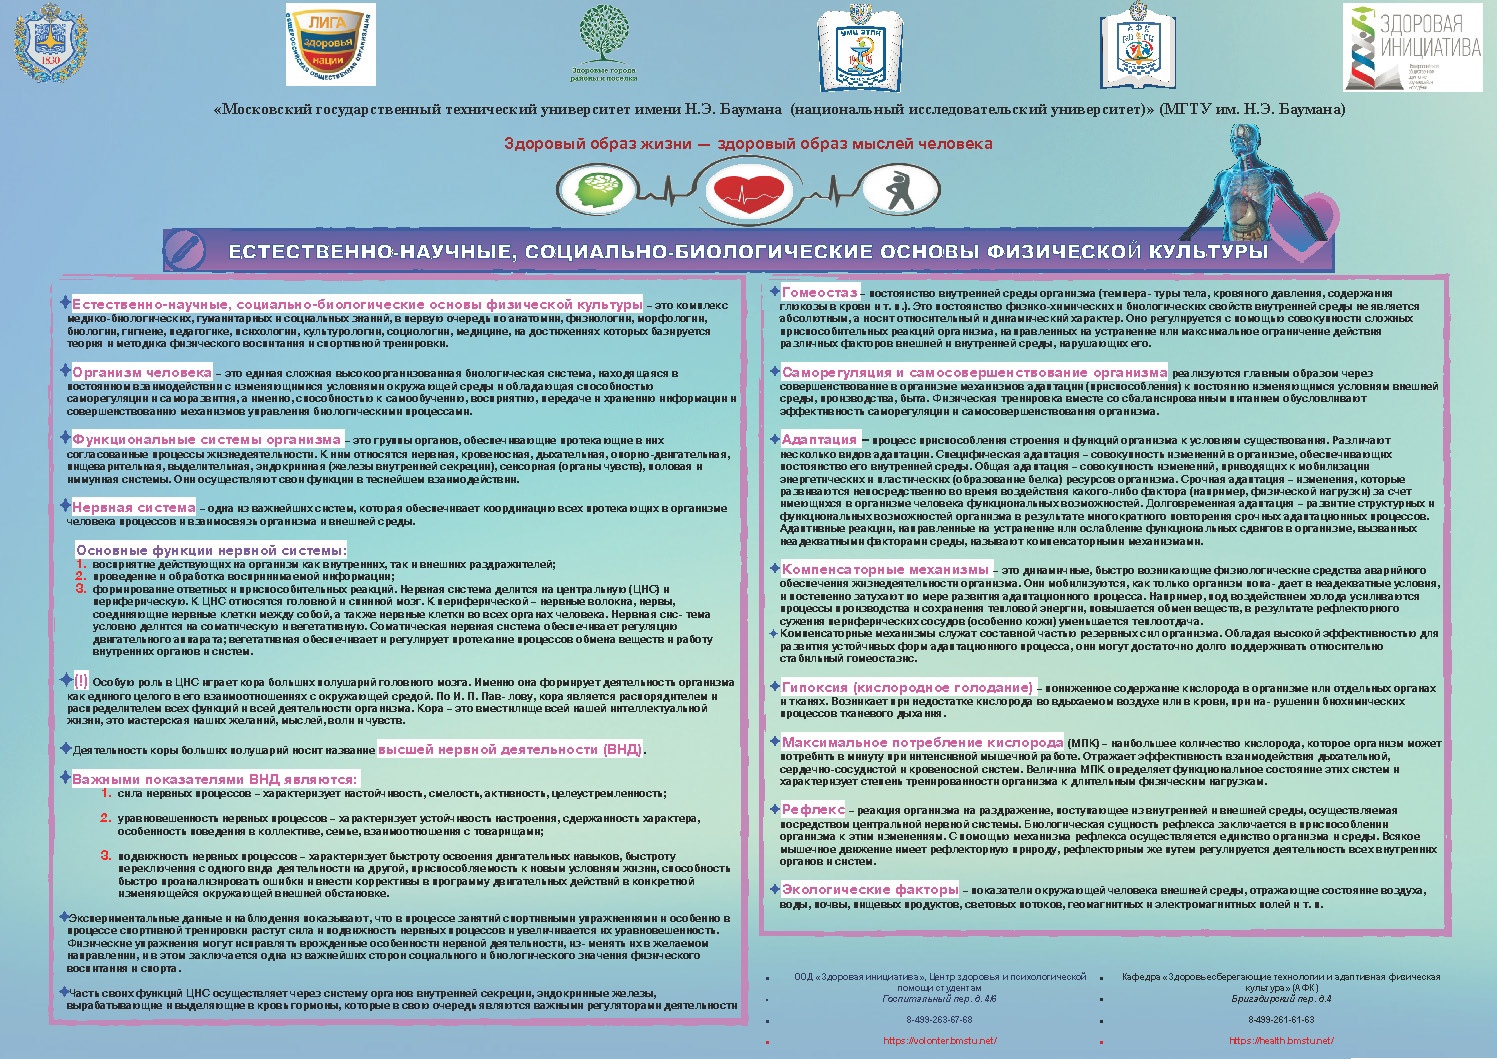 1830
ЛИГА
здоровья
нации
ОБЩЕРОССИЙСКАЯ ОБЩЕСТВЕННАЯ ОРГАНИЗАЦИЯ
Здоровые города
районы и поселки
УМЦ ЭТПН
А Ф К
ЗДОРОВАЯ
ИНИЦИАТИВА
«Московский государственный технический университет имени Н.Э. Баумана (национальный исследовательский университет)» (МГТУ им. Н.Э. Баумана)
Здоровый образ жизни — здоровый образ мыслей человека
ЕСТЕСТВЕННО-НАУЧНЫЕ, СОЦИАЛЬНО-БИОЛОГИЧЕСКИЕ ОСНОВЫ ФИЗИЧЕСКОЙ КУЛЬТУРЫ
Естественно-научные, социально-биологические основы физической культуры – это комплекс
медико-биологических, гуманитарных и социальных знаний, в первую очередь по анатомии, физиологии, морфологии,
биологии, гигиене, педагогике, психологии, культурологии, социологии, медицине, на достижениях которых базируется
теория и методика физического воспитания и спортивной тренировки.
Организм человека – это единая сложная высокоорганизованная биологическая система, находящаяся в
постоянном взаимодействии с изменяющимися условиями окружающей среды и обладающая способностью
саморегуляции и саморазвития, а именно, способностью к самообучению, восприятию, передаче и хранению информации и
совершенствованию механизмов управления биологическими процессами.
Функциональные системы организма – это группы органов, обеспечивающие протекающие в них
согласованные процессы жизнедеятельности. К ним относятся нервная, кровеносная, дыхательная, опорно-двигательная,
пищеварительная, выделительная, эндокринная (железы внутренней секреции), сенсорная (органы чувств), половая и
иммунная системы. Они осуществляют свои функции в теснейшем взаимодействии.
Нервная система – одна из важнейших систем, которая обеспечивает координацию всех протекающих в организме
человека процессов и взаимосвязь организма и внешней среды.
Основные функции нервной системы:
1. восприятие действующих на организм как внутренних, так и внешних раздражителей;
2. проведение и обработка воспринимаемой информации;
3. формирование ответных и приспособительных реакций. Нервная система делится на центральную (ЦНС) и
периферическую. К ЦНС относятся головной и спинной мозг. К периферической – нервные волокна, нервы,
соединяющие нервные клетки между собой, а также нервные клетки во всех органах человека. Нервная сис- тема
условно делится на соматическую и вегетативную. Соматическая нервная система обеспечивает регуляцию
двигательного аппарата; вегетативная обеспечивает и регулирует протекание процессов обмена веществ и работу
внутренних органов и систем.
(!) Особую роль в ЦНС играет кора больших полушарий головного мозга. Именно она формирует деятельность организма
как единого целого в его взаимоотношениях с окружающей средой. По И. П. Пав- лову, кора является распорядителем и
распределителем всех функций и всей деятельности организма. Кора – это вместилище всей нашей интеллектуальной
жизни, это мастерская наших желаний, мыслей, воли и чувств.
Деятельность коры больших полушарий носит название высшей нервной деятельности (ВНД).
Важными показателями ВНД являются:
1. сила нервных процессов – характеризует настойчивость, смелость, активность, целеустремленность;
2. уравновешенность нервных процессов – характеризует устойчивость настроения, сдержанность характера,
особенность поведения в коллективе, семье, взаимоотношения с товарищами;
3. подвижность нервных процессов – характеризует быстроту освоения двигательных навыков, быстроту
переключения с одного вида деятельности на другой, приспособляемость к новым условиям жизни, способность
быстро проанализировать ошибки и внести коррективы в программу двигательных действий в конкретной
изменяющейся окружающей внешней обстановке.
Экспериментальные данные и наблюдения показывают, что в процессе занятий спортивными упражнениями и особенно в
процессе спортивной тренировки растут сила и подвижность нервных процессов и увеличивается их уравновешенность.
Физические упражнения могут исправлять врожденные особенности нервной деятельности, из- менять их в желаемом
направлении, и в этом заключается одна из важнейших сторон социального и биологического значения физического
воспитания и спорта.
Часть своих функций ЦНС осуществляет через систему органов внутренней секреции, эндокринные железы,
вырабатывающие и выделяющие в кровь гормоны, которые в свою очередь являются важными регуляторами деятельности
Гомеостаз – постоянство внутренней среды организма (темпера- туры тела, кровяного давления, содержания
глюкозы в крови и т. п.). Это постоянство физико-химических и биологических свойств внутренней среды не является
абсолютным, а носит относительный и динамический характер. Оно регулируется с помощью совокупности сложных
приспособительных реакций организма, направленных на устранение или максимальное ограничение действия
различных факторов внешней и внутренней среды, нарушающих его.
Саморегуляция и самосовершенствование организма реализуются главным образом через
совершенствование в организме механизмов адаптации (приспособления) к постоянно изменяющимся условиям внешней
среды, производства, быта. Физическая тренировка вместе со сбалансированным питанием обусловливают
эффективность саморегуляции и самосовершенствования организма.
Адаптация – процесс приспособления строения и функций организма к условиям существования. Различают
несколько видов адаптации. Специфическая адаптация – совокупность изменений в организме, обеспечивающих
постоянство его внутренней среды. Общая адаптация – совокупность изменений, приводящих к мобилизации
энергетических и пластических (образование белка) ресурсов организма. Срочная адаптация – изменения, которые
развиваются непосредственно во время воздействия какого-либо фактора (например, физической нагрузки) за счет
имеющихся в организме человека функциональных возможностей. Долговременная адаптация – развитие структурных и
функциональных возможностей организма в результате многократного повторения срочных адаптационных процессов.
Адаптивные реакции, направленные на устранение или ослабление функциональных сдвигов в организме, вызванных
неадекватными факторами среды, называют компенсаторными механизмами.
Компенсаторные механизмы – это динамичные, быстро возникающие физиологические средства аварийного
обеспечения жизнедеятельности организма. Они мобилизуются, как только организм попа- дает в неадекватные условия,
и постепенно затухают по мере развития адаптационного процесса. Например, под воздействием холода усиливаются
процессы производства и сохранения тепловой энергии, повышается обмен веществ, в результате рефлекторного
сужения периферических сосудов (особенно кожи) уменьшается теплоотдача.
Компенсаторные механизмы служат составной частью резервных сил организма. Обладая высокой эффективностью для
развития устойчивых форм адаптационного процесса, они могут достаточно долго поддерживать относительно
стабильный гомеостазис.
Гипоксия (кислородное голодание) – пониженное содержание кислорода в организме или отдельных органах
и тканях. Возникает при недостатке кислорода во вдыхаемом воздухе или в крови, при на- рушении биохимических
процессов тканевого дыхания.
Максимальное потребление кислорода (МПК) – наибольшее количество кислорода, которое организм может
потребить в минуту при интенсивной мышечной работе. Отражает эффективность взаимодействия дыхательной,
сердечно-сосудистой и кровеносной систем. Величина МПК определяет функциональное состояние этих систем и
характеризует степень тренированности организма к длительным физическим нагрузкам.
Рефлекс – реакция организма на раздражение, поступающее из внутренней и внешней среды, осуществляемая
посредством центральной нервной системы. Биологическая сущность рефлекса заключается в приспособлении
организма к этим изменениям. С помощью механизма рефлекса осуществляется единство организма и среды. Всякое
мышечное движение имеет рефлекторную природу, рефлекторным же путем регулируется деятельность всех внутренних
органов и систем.
Экологические факторы – показатели окружающей человека внешней среды, отражающие состояние воздуха,
воды, почвы, пищевых продуктов, световых потоков, геомагнитных и электромагнитных полей и т. п.
ООД «Здоровая инициатива», Центр здоровья и психологической
помощи студентам
Госпитальный пер. д. 4/6
8-499-263-67-68
https://volonter.bmstu.net/
Кафедра «Здоровьесберегающие технологии и адаптивная физическая
культура» (АФК)
Бригадирский пер. д.4
8-499-261-61-63
https://health.bmstu.net/